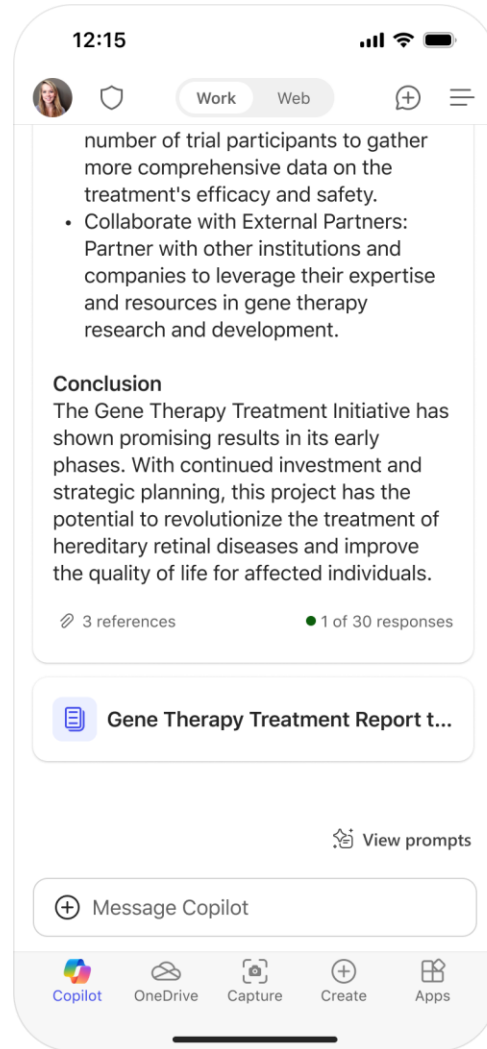 12:15
Work Web
number of trial participants to gather
more comprehensive data on the
treatment's efficacy and safety.
• Collaborate with External Partners:
Partner with other institutions and
companies to leverage their expertise
and resources in gene therapy
research and development.
Conclusion
The Gene Therapy Treatment Initiative has
shown promising results in its early
phases. With continued investment and
strategic planning, this project has the
potential to revolutionize the treatment of
hereditary retinal diseases and improve
the quality of life for affected individuals.
3 references 1 of 30 responses
Gene Therapy Treatment Report t...
View prompts
Message Copilot
Copilot OneDrive Capture Create Apps